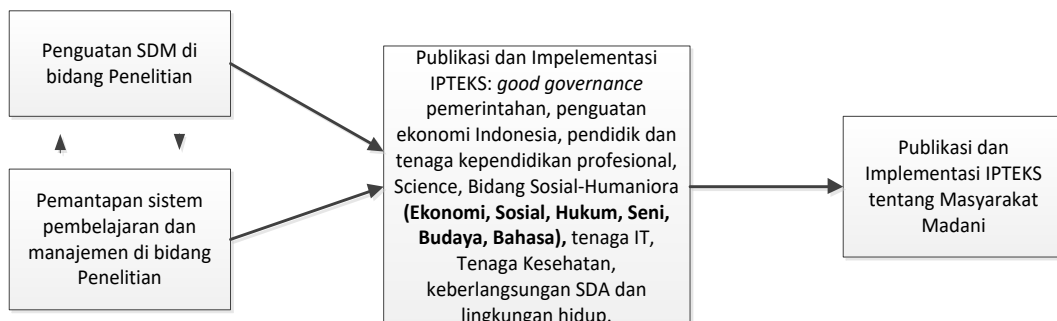 Penguatan SDM di
bidang Penelitian
Pemantapan sistem
pembelajaran dan
manajemen di bidang
Penelitian
Publikasi dan Impelementasi
IPTEKS: good governance
pemerintahan, penguatan
ekonomi Indonesia, pendidik dan
tenaga kependidikan profesional,
Science, Bidang Sosial-Humaniora
(Ekonomi, Sosial, Hukum, Seni,
Budaya, Bahasa), tenaga IT,
Tenaga Kesehatan,
keberlangsungan SDA dan
lingkungan hidup.
Publikasi dan
Implementasi IPTEKS
tentang Masyarakat
Madani